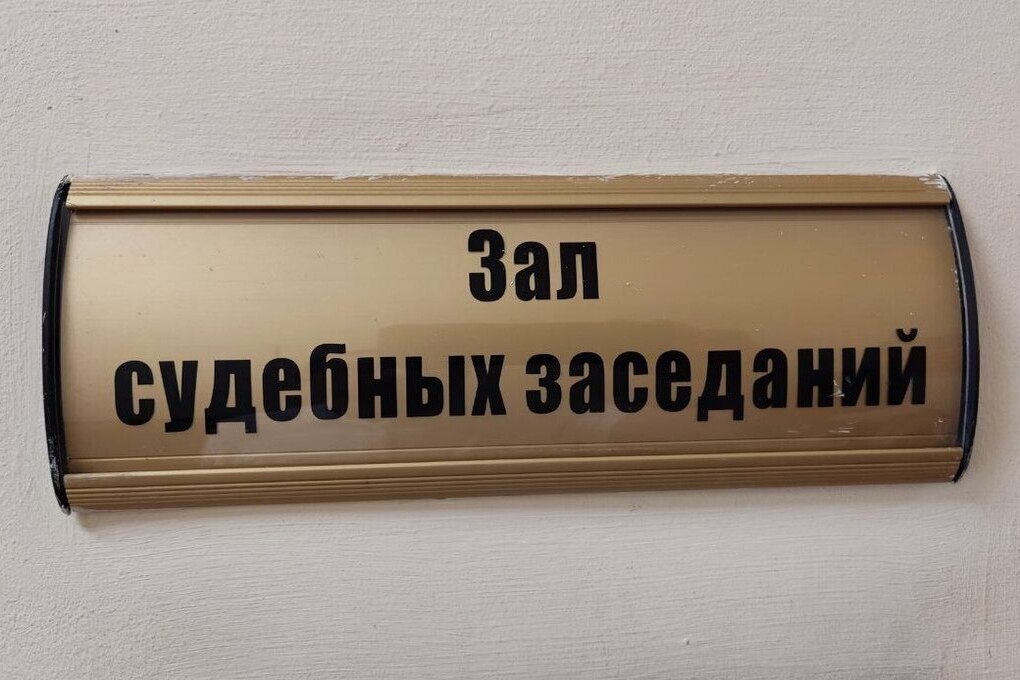 Зал
судебных заседаний